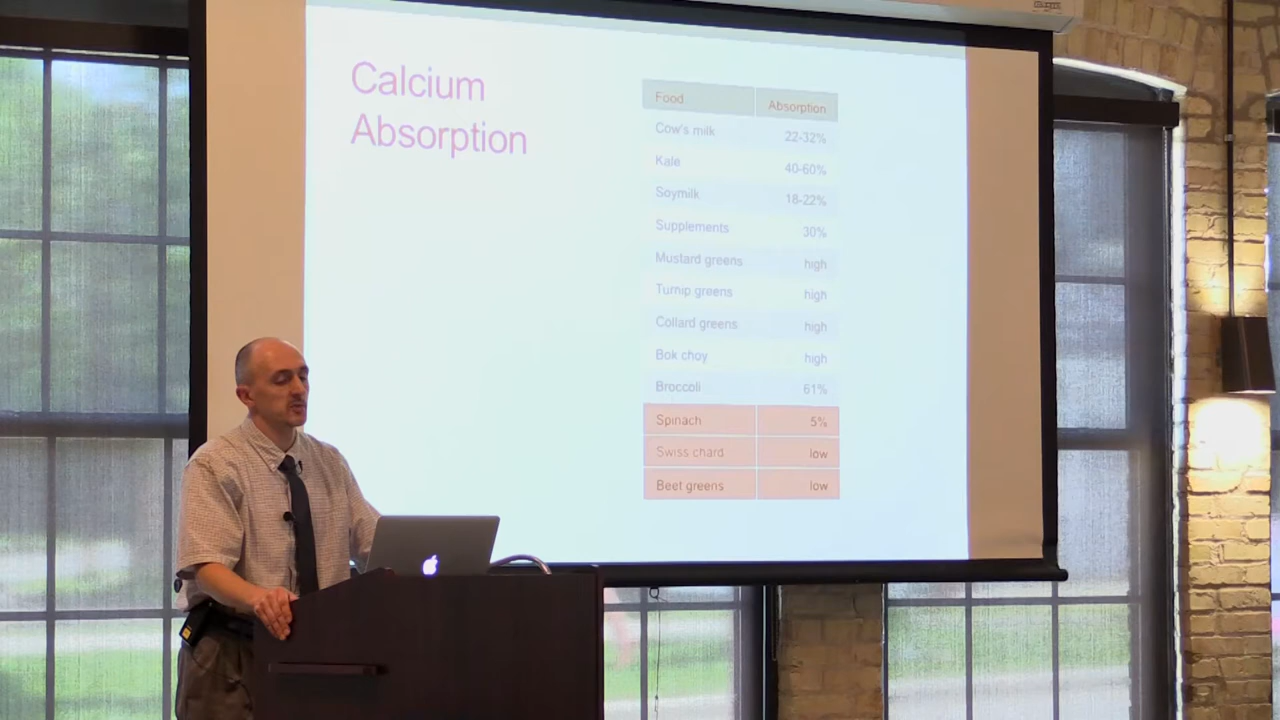 Calcium
Absorption
Food Absorption
Cow's milk 22-32%
Kale 40-60%
Soymilk 18-22%
Supplements 30%
Mustard greens high
Turnip greens high
Collard greens high
Bok choy high
Broccoli 61%
Spinach 5%
Swiss chard low
Beet greens low